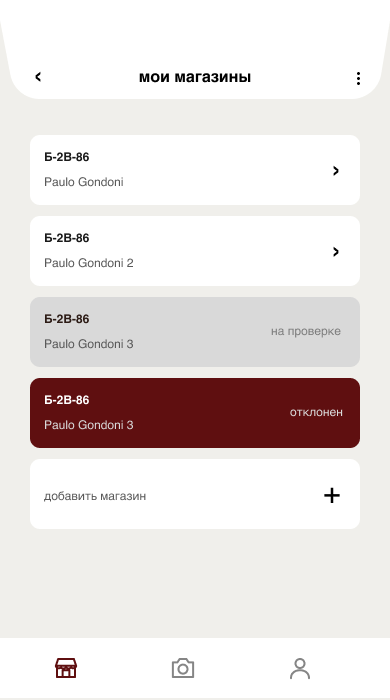 мои магазины
Б-2В-86
Paulo Gondoni
Б-2В-86
Paulo Gondoni 2
Б-2В-86
Paulo Gondoni 3
на проверке
Б-2В-86
Paulo Gondoni 3
отклонен
добавить магазин